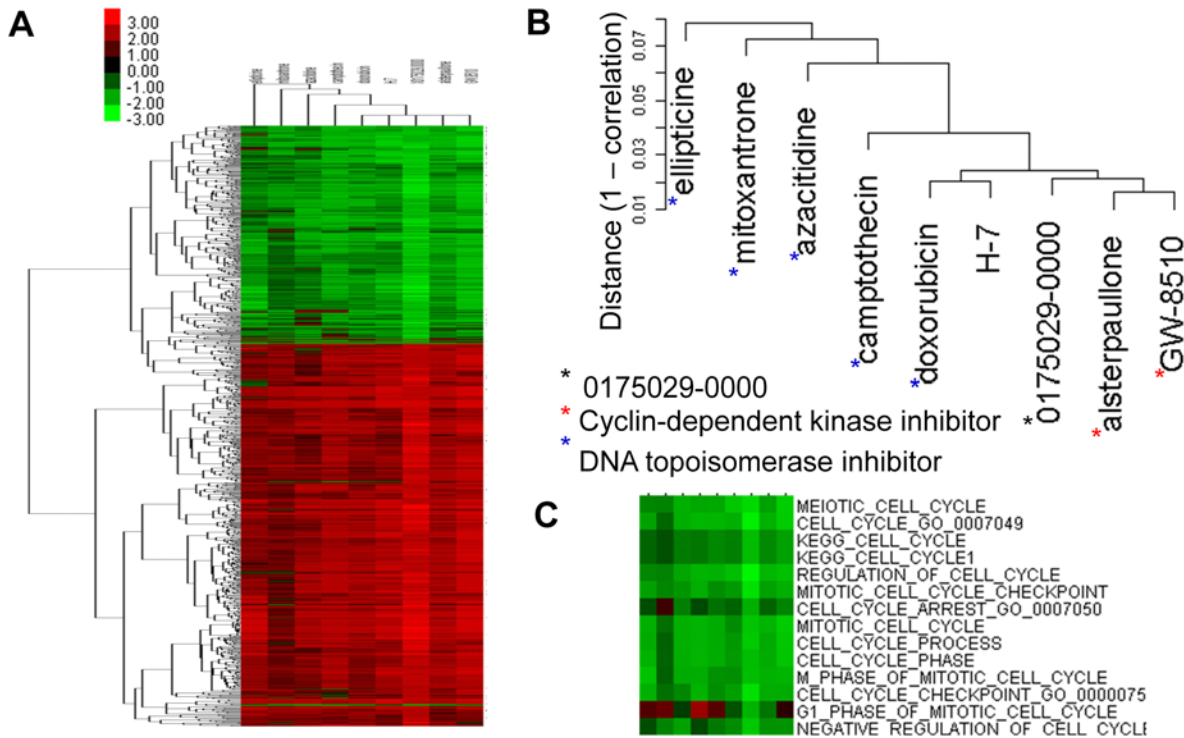 A
3.00
2.00
1.00
0.00
-1.00
-2.00
-3.00
B
Distance (1 – correlation)
0.07
0.05
0.03
0.01
* ellipticine
* mitoxantrone
* azacitidine
* camptothecin
* doxorubicin
H-7
* 0175029-0000
* alsterpaullone
* GW-8510
* 0175029-0000
* Cyclin-dependent kinase inhibitor
* DNA topoisomerase inhibitor
C
MEIOTIC_CELL_CYCLE
CELL_CYCLE_GO_0007049
KEGG_CELL_CYCLE
KEGG_CELL_CYCLE1
REGULATION_OF_CELL_CYCLE
MITOTIC_CELL_CYCLE_CHECKPOINT
CELL_CYCLE_ARREST_GO_0007050
MITOTIC_CELL_CYCLE
CELL_CYCLE_PROCESS
CELL_CYCLE_PHASE
M_PHASE_OF_MITOTIC_CELL_CYCLE
CELL_CYCLE_CHECKPOINT_GO_0000075
G1_PHASE_OF_MITOTIC_CELL_CYCLE
NEGATIVE_REGULATION_OF_CELL_CYCLE